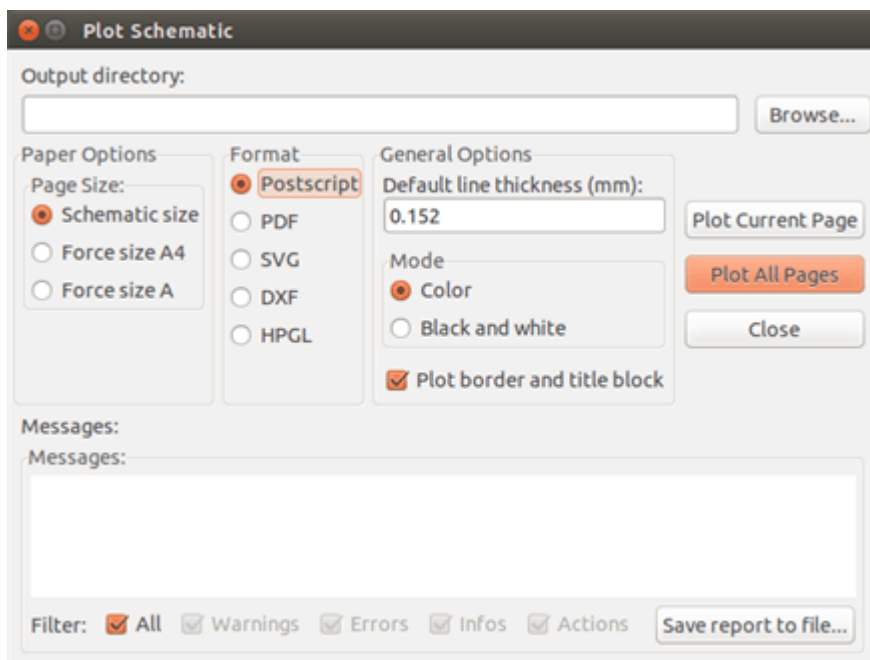 Plot Schematic
Output directory:
Browse...
Paper Options
Page Size:
Schematic size
Force size A4
Force size A
Format
Postscript
PDF
SVG
DXF
HPGL
General Options
Default line thickness (mm):
0.152
Mode
Color
Black and white
Plot border and title block
Plot Current Page
Plot All Pages
Close
Messages:
Messages:
Filter: All Warnings Errors Infos Actions Save report to file...